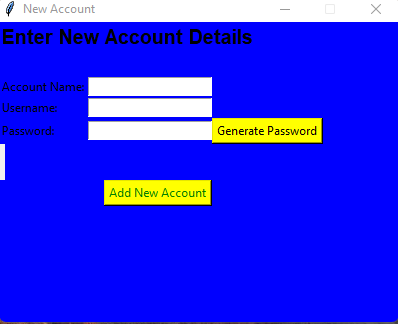 New Account
Enter New Account Details
Account Name:
Username:
Password:
Generate Password
Add New Account